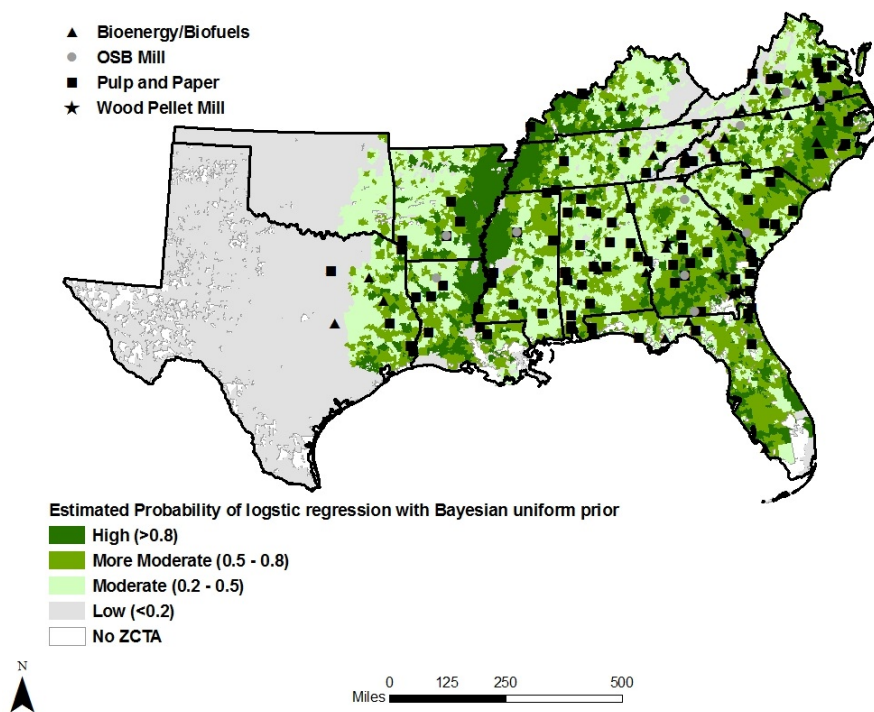 Bioenergy/Biofuels
OSB Mill
Pulp and Paper
Wood Pellet Mill
Estimated Probability of logstic regression with Bayesian uniform prior
High (>0.8)
More Moderate (0.5 - 0.8)
Moderate (0.2 - 0.5)
Low (<0.2)
No ZCTA
N
0 125 250 500
Miles